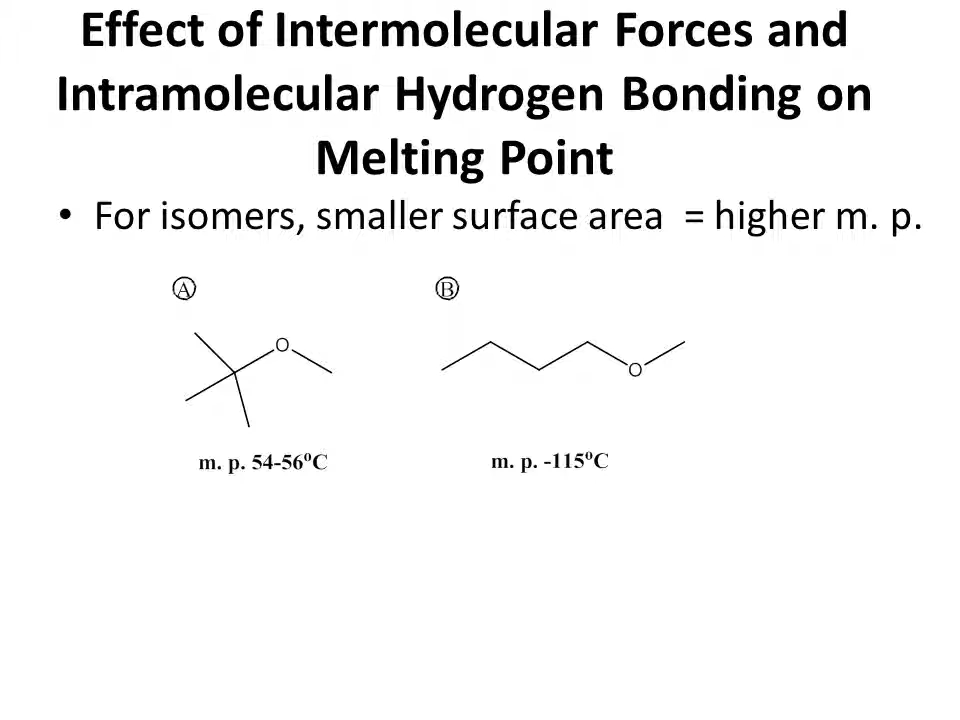 Effect of Intermolecular Forces and
Intramolecular Hydrogen Bonding on
Melting Point
• For isomers, smaller surface area = higher m. p.
A B
O
O
m. p. 54-56⁰C m. p. -115⁰C